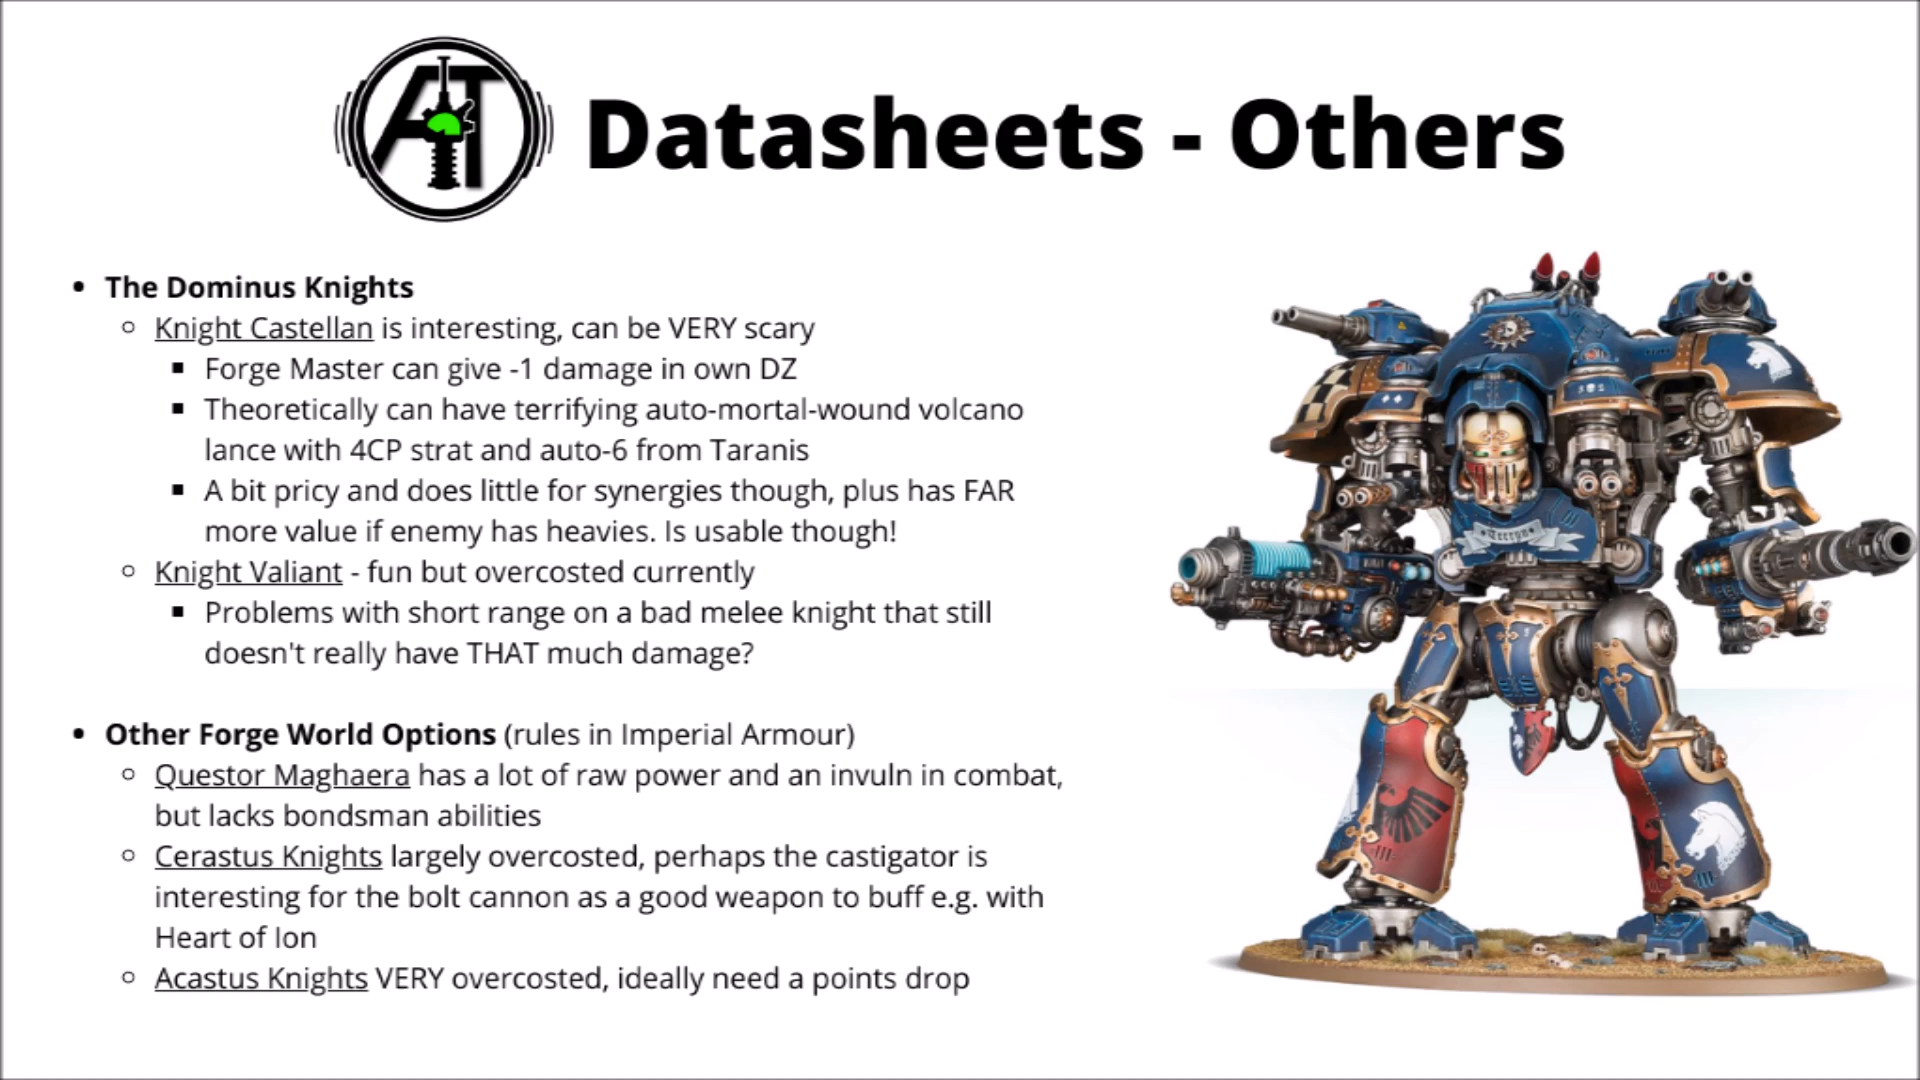 AT
Datasheets - Others
• The Dominus Knights
○ Knight Castellan is interesting, can be VERY scary
▪ Forge Master can give -1 damage in own DZ
▪ Theoretically can have terrifying auto-mortal-wound volcano
lance with 4CP strat and auto-6 from Taranis
▪ A bit pricy and does little for synergies though, plus has FAR
more value if enemy has heavies. Is usable though!
○ Knight Valiant - fun but overcosted currently
▪ Problems with short range on a bad melee knight that still
doesn't really have THAT much damage?
• Other Forge World Options (rules in Imperial Armour)
○ Questor Maghaera has a lot of raw power and an invuln in combat,
but lacks bondsman abilities
○ Cerastus Knights largely overcosted, perhaps the castigator is
interesting for the bolt cannon as a good weapon to buff e.g. with
Heart of Ion
○ Acastus Knights VERY overcosted, ideally need a points drop